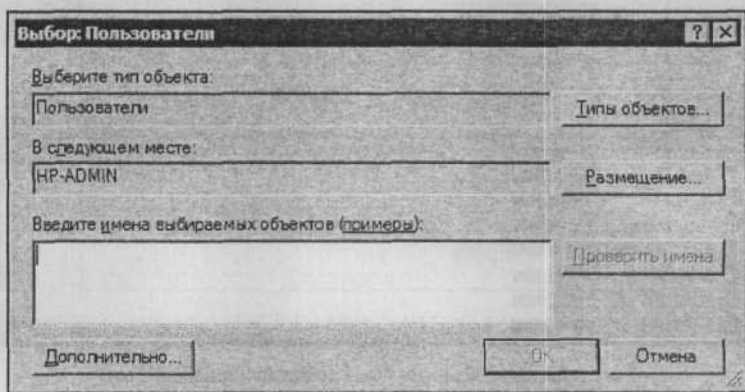 Выбор: Пользователи
Выберите тип объекта:
Пользователи
Типы объектов...
В следующем месте:
HP-ADMIN
Размещение...
Введите имена выбираемых объектов (примеры):
Проверить имена
Дополнительно...
OK
Отмена